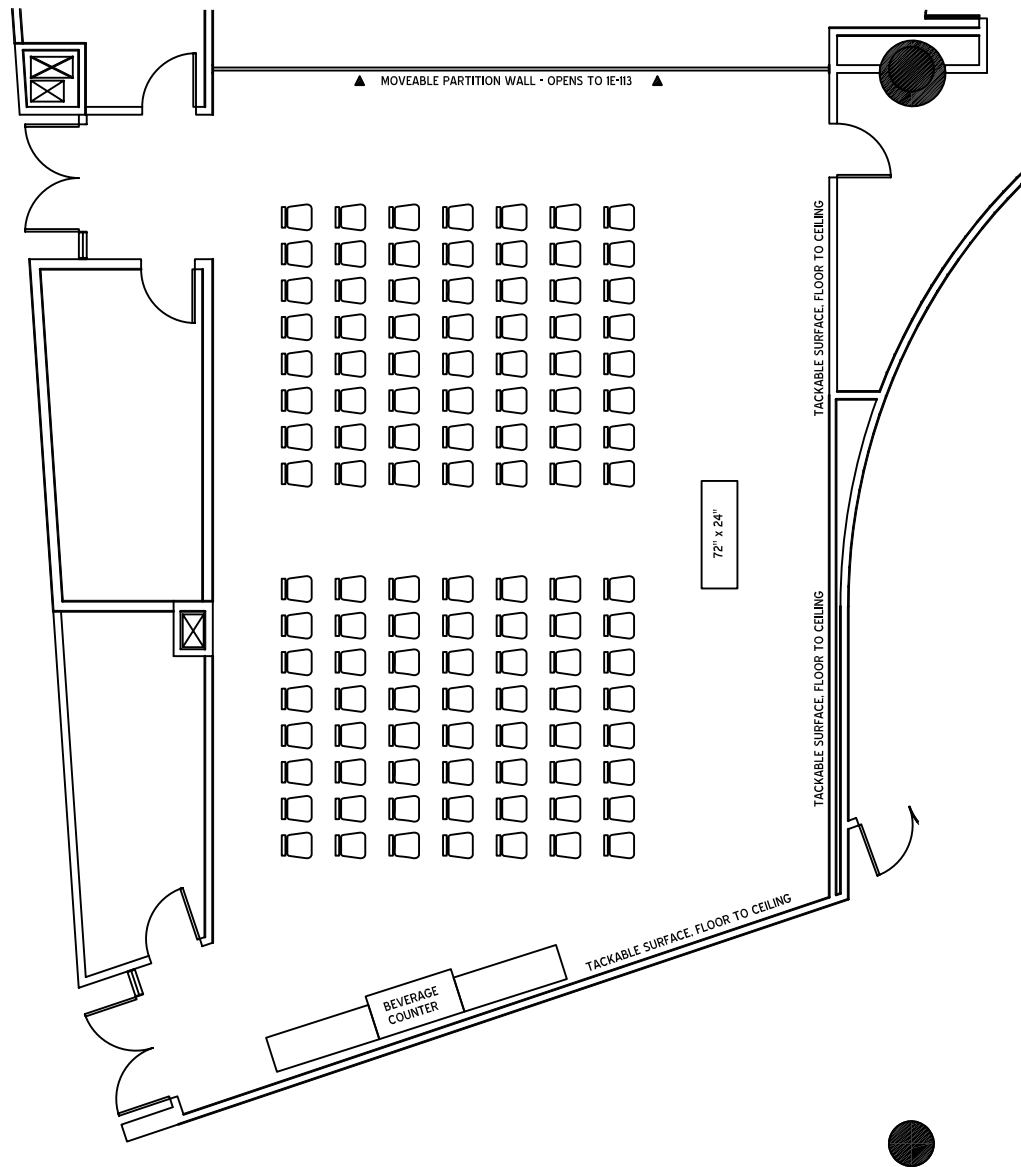 MOVEABLE PARTITION WALL - OPENS TO 1E-113
TACKABLE SURFACE, FLOOR TO CEILING
72" x 24"
TACKABLE SURFACE, FLOOR TO CEILING
TACKABLE SURFACE, FLOOR TO CEILING
BEVERAGE
COUNTER